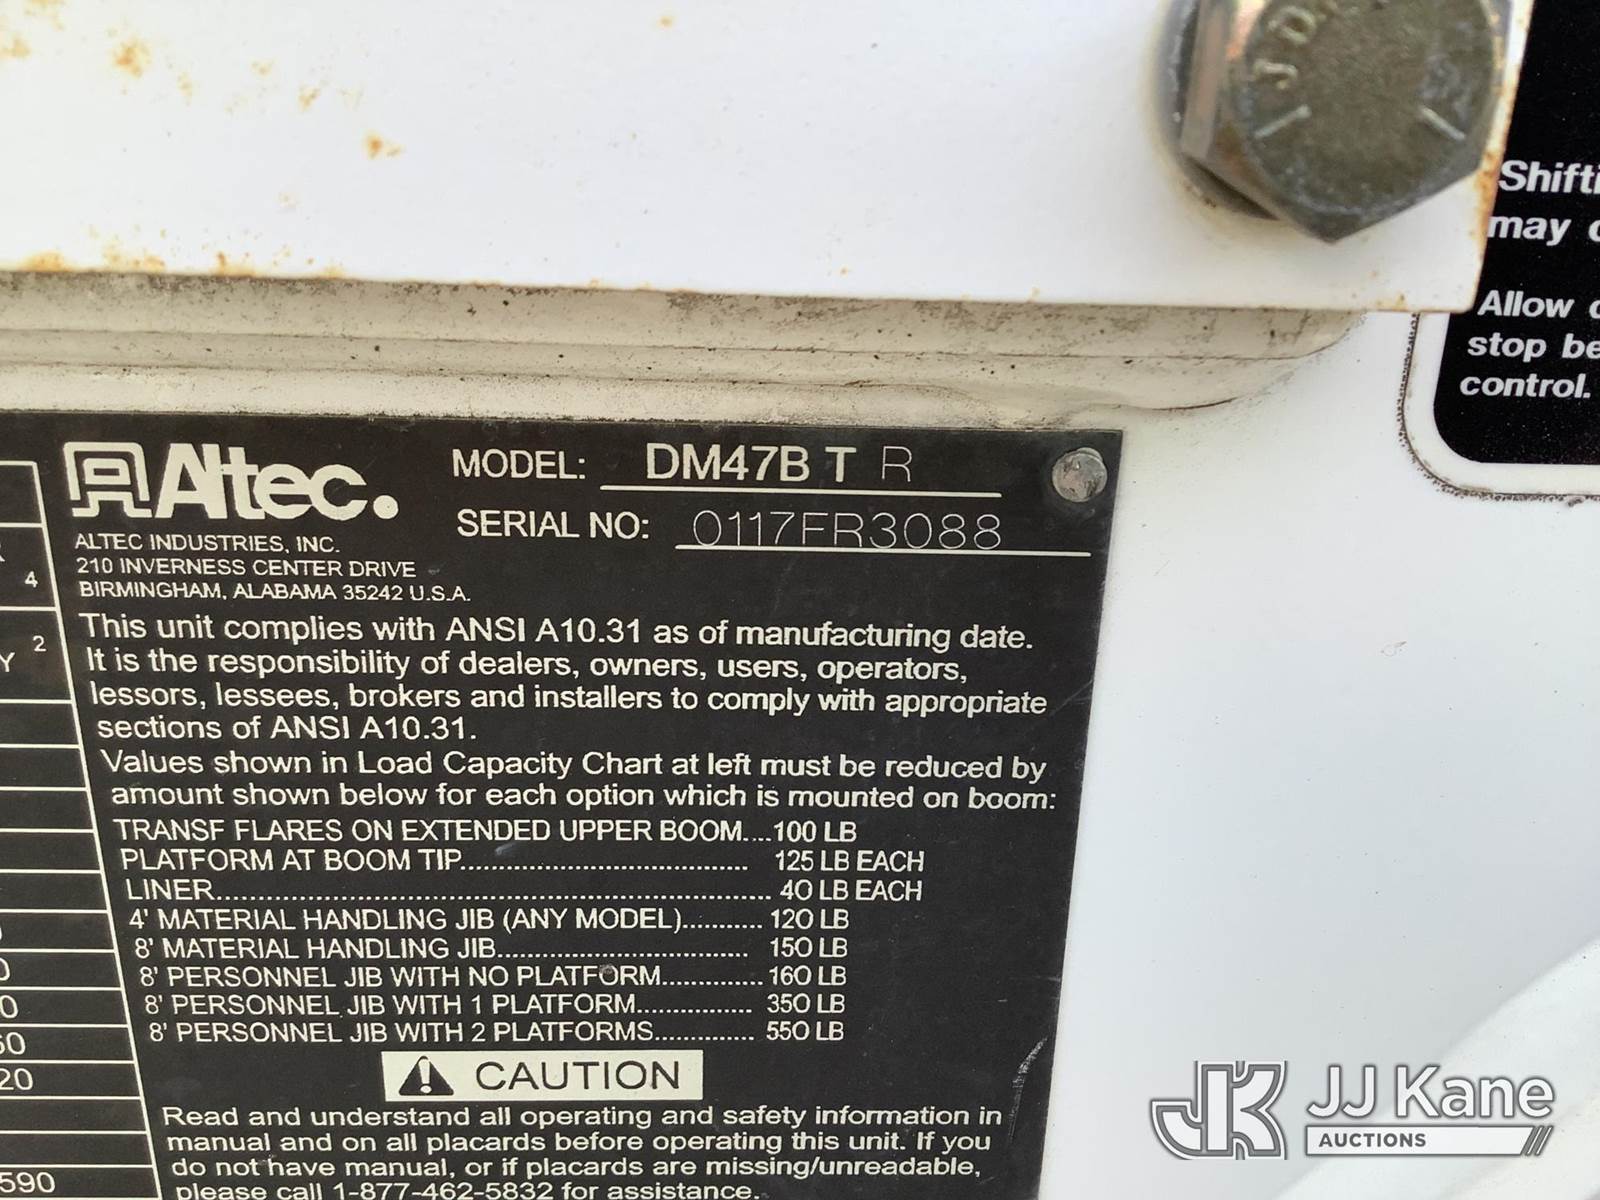 JD
Shifti
may
Allow
stop be
control.
4
2
Y
0
0
60
20
590
Altec.
MODEL: DM47B T R
SERIAL NO: 0117FR3088
ALTEC INDUSTRIES, INC.
210 INVERNESS CENTER DRIVE
BIRMINGHAM, ALABAMA 35242 U.S.A.
This unit complies with ANSI A10.31 as of manufacturing date.
It is the responsibility of dealers, owners, users, operators,
lessors, lessees, brokers and installers to comply with appropriate
sections of ANSI A10.31.
Values shown in Load Capacity Chart at left must be reduced by
amount shown below for each option which is mounted on boom:
TRANSF FLARES ON EXTENDED UPPER BOOM....100 LB
PLATFORM AT BOOM TIP.................................... 125 LB EACH
LINER..................................................................... 40 LB EACH
4' MATERIAL HANDLING JIB (ANY MODEL)........... 120 LB
8' MATERIAL HANDLING JIB................................ 150 LB
8' PERSONNEL JIB WITH NO PLATFORM.............. 160 LB
8' PERSONNEL JIB WITH 1 PLATFORM................ 350 LB
8' PERSONNEL JIB WITH 2 PLATFORMS.............. 550 LB
CAUTION
Read and understand all operating and safety information in
manual and on all placards before operating this unit. If you
do not have manual, or if placards are missing/unreadable,
please call 1-877-462-5832 for assistance.
JK JJ Kane
AUCTIONS